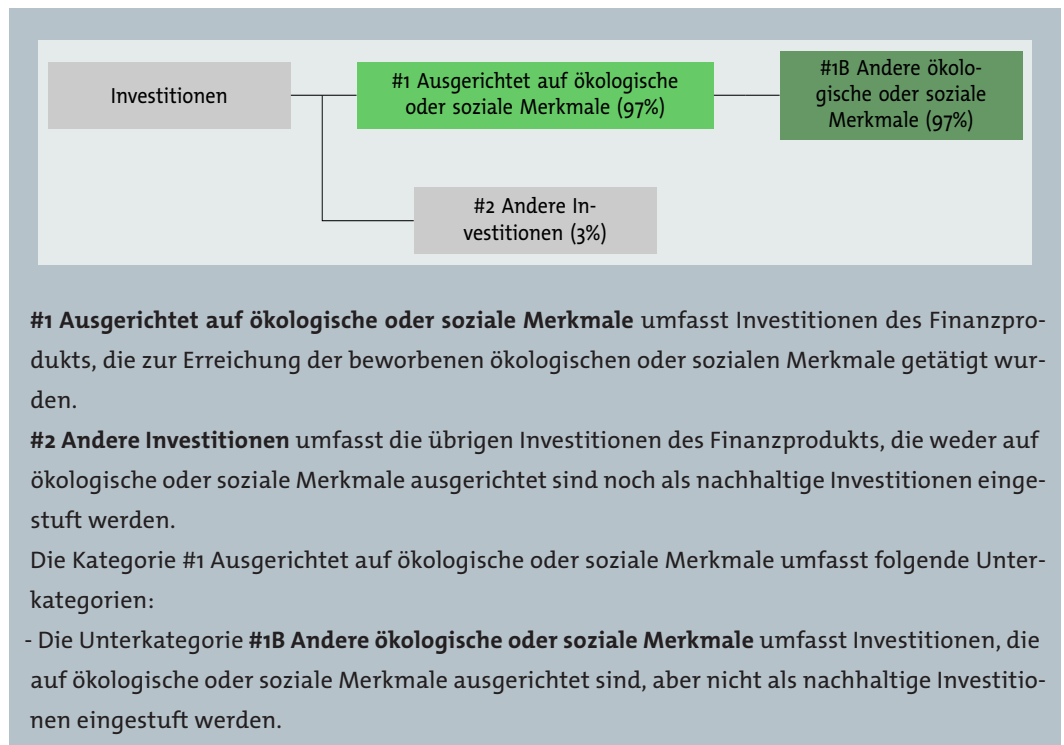 Investitionen
#1 Ausgerichtet auf ökologische
oder soziale Merkmale (97%)
#1B Andere ökolo-
gische oder soziale
Merkmale (97%)
#2 Andere In-
vestitionen (3%)
#1 Ausgerichtet auf ökologische oder soziale Merkmale umfasst Investitionen des Finanzpro-
dukts, die zur Erreichung der beworbenen ökologischen oder sozialen Merkmale getätigt wur-
den.
#2 Andere Investitionen umfasst die übrigen Investitionen des Finanzprodukts, die weder auf
ökologische oder soziale Merkmale ausgerichtet sind noch als nachhaltige Investitionen einge-
stuft werden.
Die Kategorie #1 Ausgerichtet auf ökologische oder soziale Merkmale umfasst folgende Unter-
kategorien:
- Die Unterkategorie #1B Andere ökologische oder soziale Merkmale umfasst Investitionen, die
auf ökologische oder soziale Merkmale ausgerichtet sind, aber nicht als nachhaltige Investitio-
nen eingestuft werden.